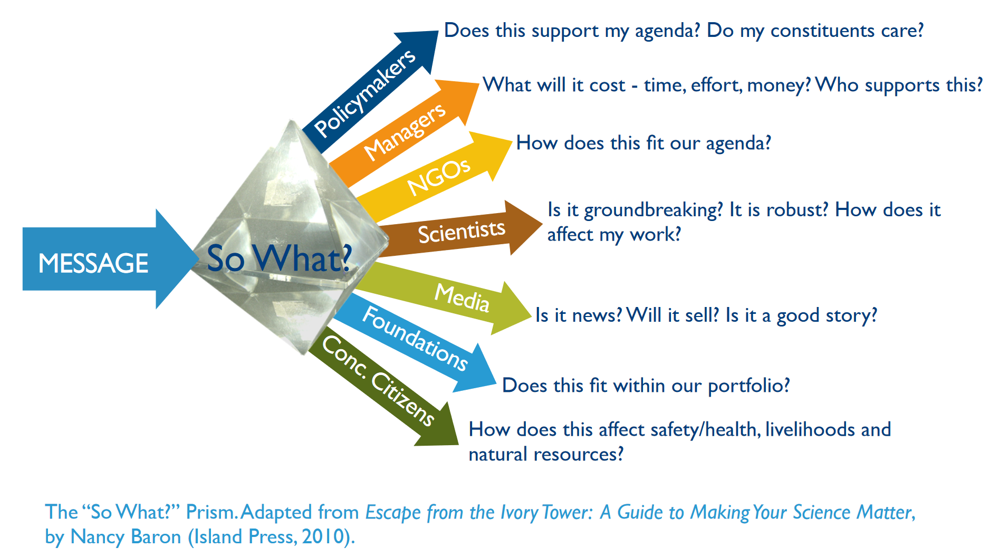 Policymakers
Does this support my agenda? Do my constituents care?
Managers
What will it cost - time, effort, money? Who supports this?
NGOs
How does this fit our agenda?
MESSAGE
So What?
Scientists
Is it groundbreaking? It is robust? How does it
affect my work?
Media
Is it news? Will it sell? Is it a good story?
Foundations
Does this fit within our portfolio?
Conc. Citizens
How does this affect safety/health, livelihoods and
natural resources?
The “So What?” Prism. Adapted from Escape from the Ivory Tower: A Guide to Making Your Science Matter,
by Nancy Baron (Island Press, 2010).